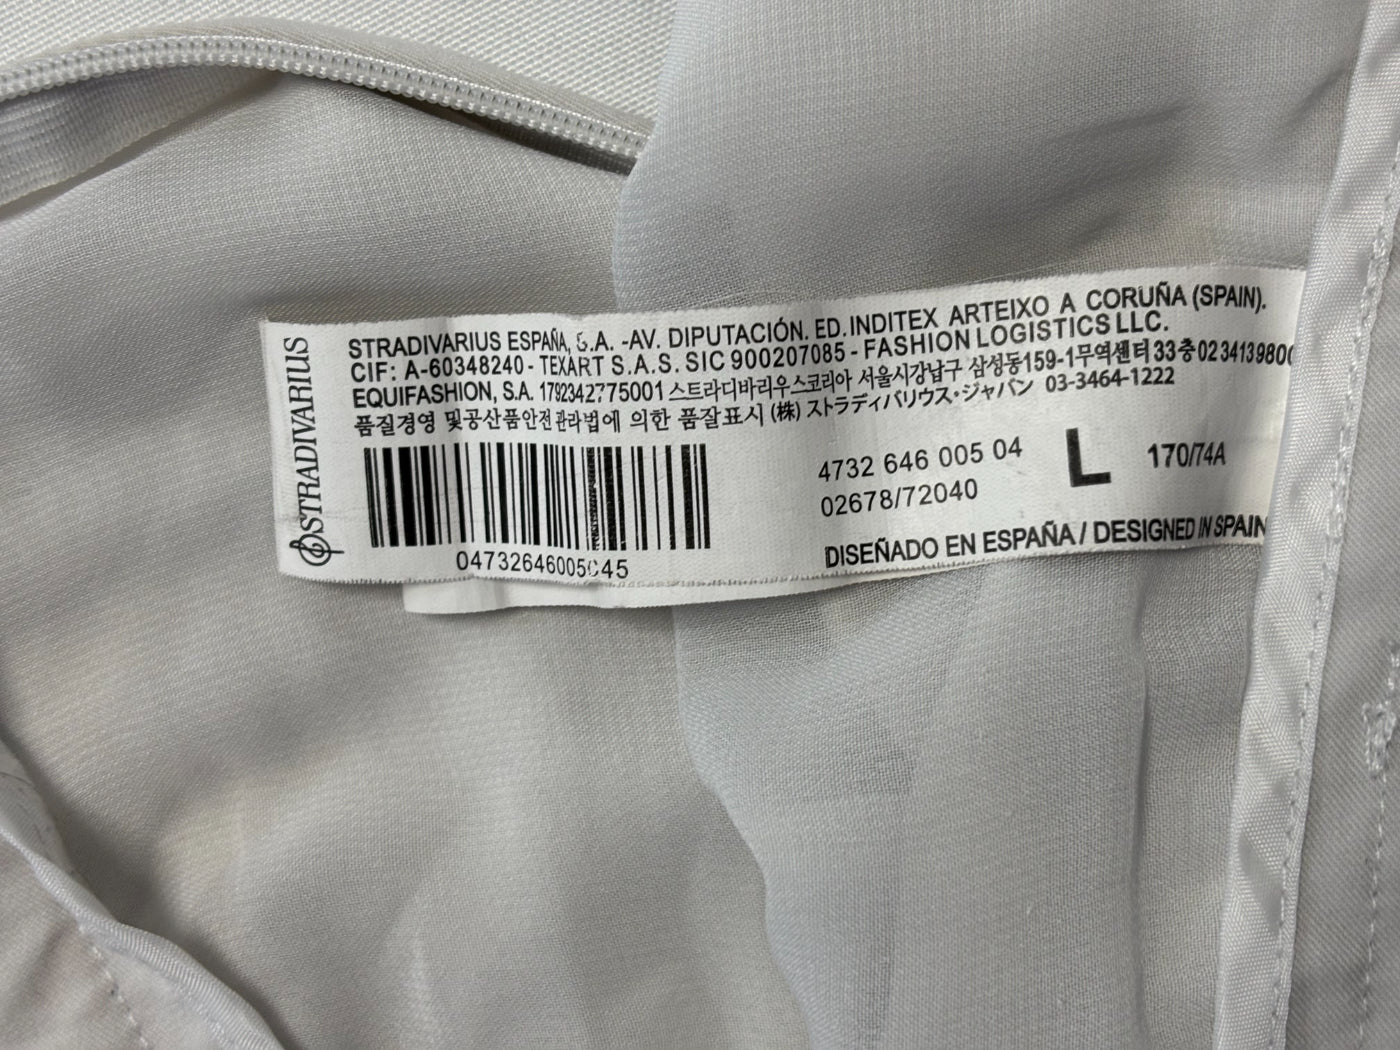 STRADIVARIUS
STRADIVARIUS ESPAÑA, S.A. -AV. DIPUTACIÓN. ED. INDITEX ARTEIXO A CORUÑA (SPAIN).
CIF: A-60348240 - TEXART S.A.S. SIC 900207085 - FASHION LOGISTICS LLC.
EQUIFASHION, S.A. 1792342775001 스트라디바리우스코리아 서울시강남구 삼성동159-1무역센터33층02 34139800
품질경영 및공산품안전관라법에 의한 품잘표시 (株) ストラディバリウス・ジャパン 03-3464-1222
04732646005045
4732 646 005 04
02678/72040
L
170/74A
DISEÑADO EN ESPAÑA / DESIGNED IN SPAIN